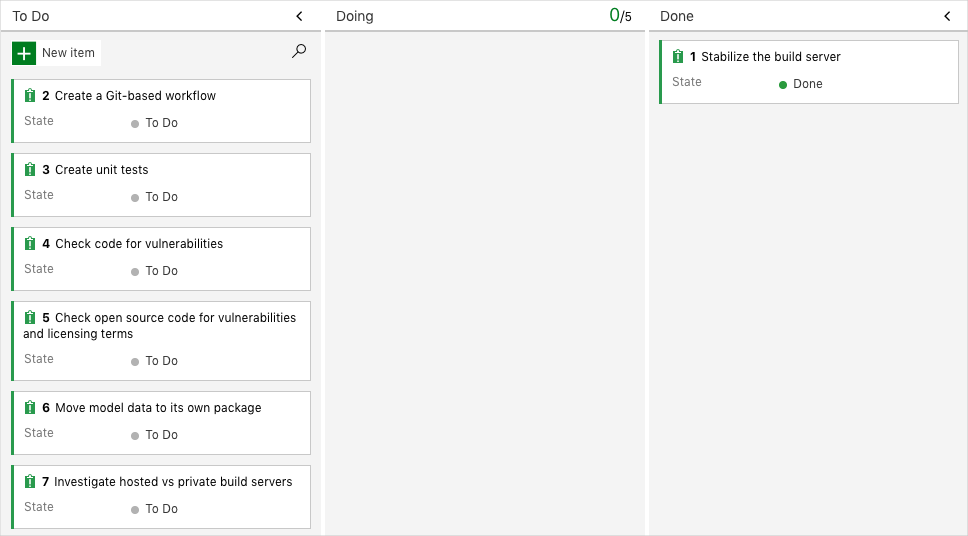 To Do
Doing
0/5
Done
New item
2 Create a Git-based workflow
State
To Do
3 Create unit tests
State
To Do
4 Check code for vulnerabilities
State
To Do
5 Check open source code for vulnerabilities
and licensing terms
State
To Do
6 Move model data to its own package
State
To Do
7 Investigate hosted vs private build servers
State
To Do
1 Stabilize the build server
State
Done